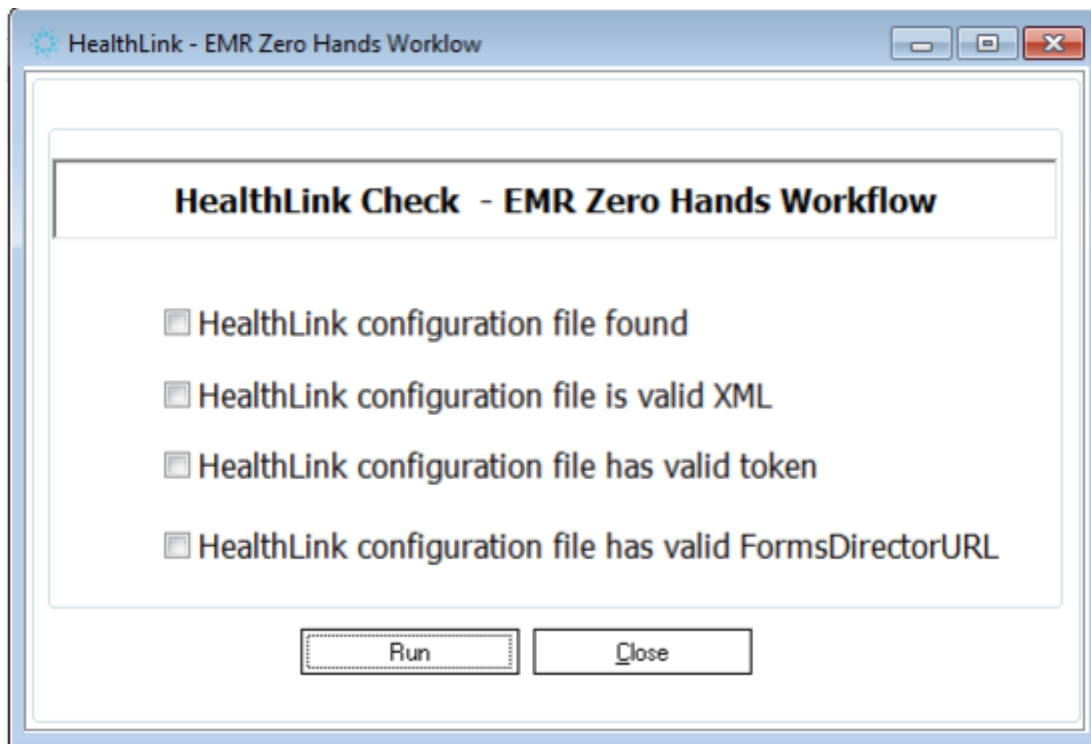 HealthLink - EMR Zero Hands Worklow
HealthLink Check - EMR Zero Hands Workflow
HealthLink configuration file found
HealthLink configuration file is valid XML
HealthLink configuration file has valid token
HealthLink configuration file has valid FormsDirectorURL
Run
Close